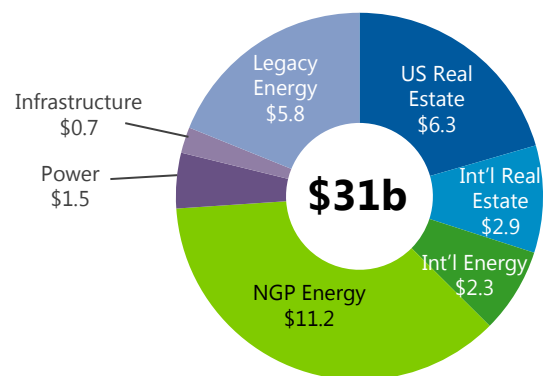 US Real
Estate
$6.3
Int'l Real
Estate
$2.9
Int'l Energy
$2.3
NGP Energy
$11.2
Power
$1.5
Infrastructure
$0.7
Legacy
Energy
$5.8
$31b